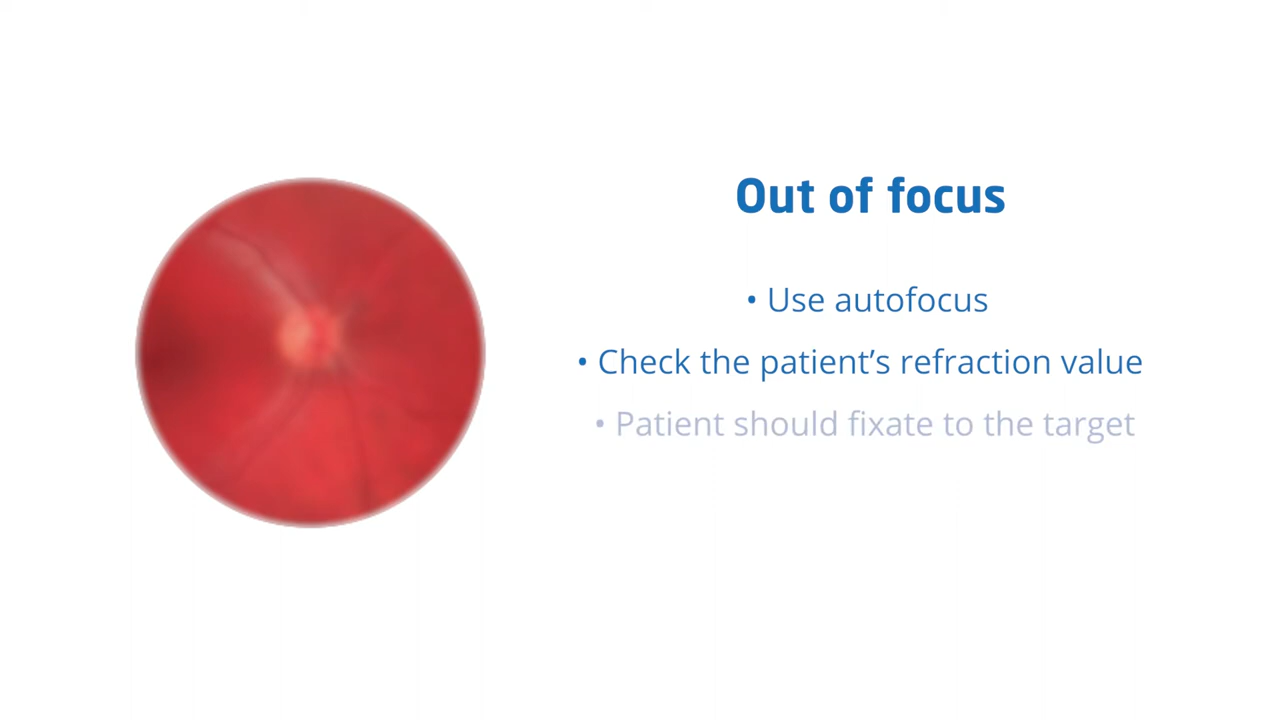 Out of focus
• Use autofocus
• Check the patient’s refraction value
• Patient should fixate to the target